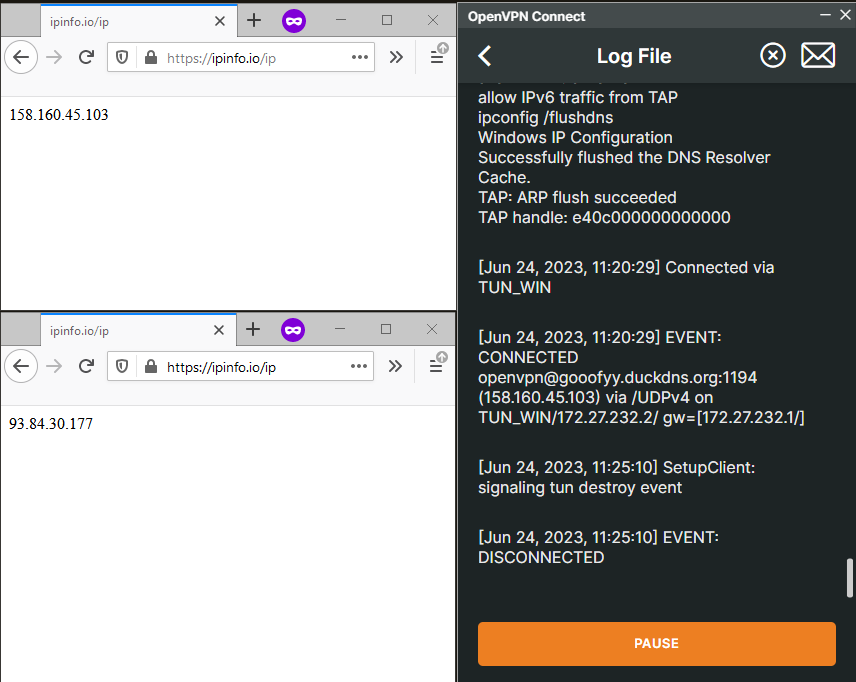 ipinfo.io/ip
https://ipinfo.io/ip
158.160.45.103
ipinfo.io/ip
https://ipinfo.io/ip
93.84.30.177
OpenVPN Connect
Log File
allow IPv6 traffic from TAP
ipconfig /flushdns
Windows IP Configuration
Successfully flushed the DNS Resolver
Cache.
TAP: ARP flush succeeded
TAP handle: e40c000000000000
[Jun 24, 2023, 11:20:29] Connected via
TUN_WIN
[Jun 24, 2023, 11:20:29] EVENT:
CONNECTED
openvpn@gooofyy.duckdns.org:1194
(158.160.45.103) via /UDPv4 on
TUN_WIN/172.27.232.2/ gw=[172.27.232.1/]
[Jun 24, 2023, 11:25:10] SetupClient:
signaling tun destroy event
[Jun 24, 2023, 11:25:10] EVENT:
DISCONNECTED
PAUSE